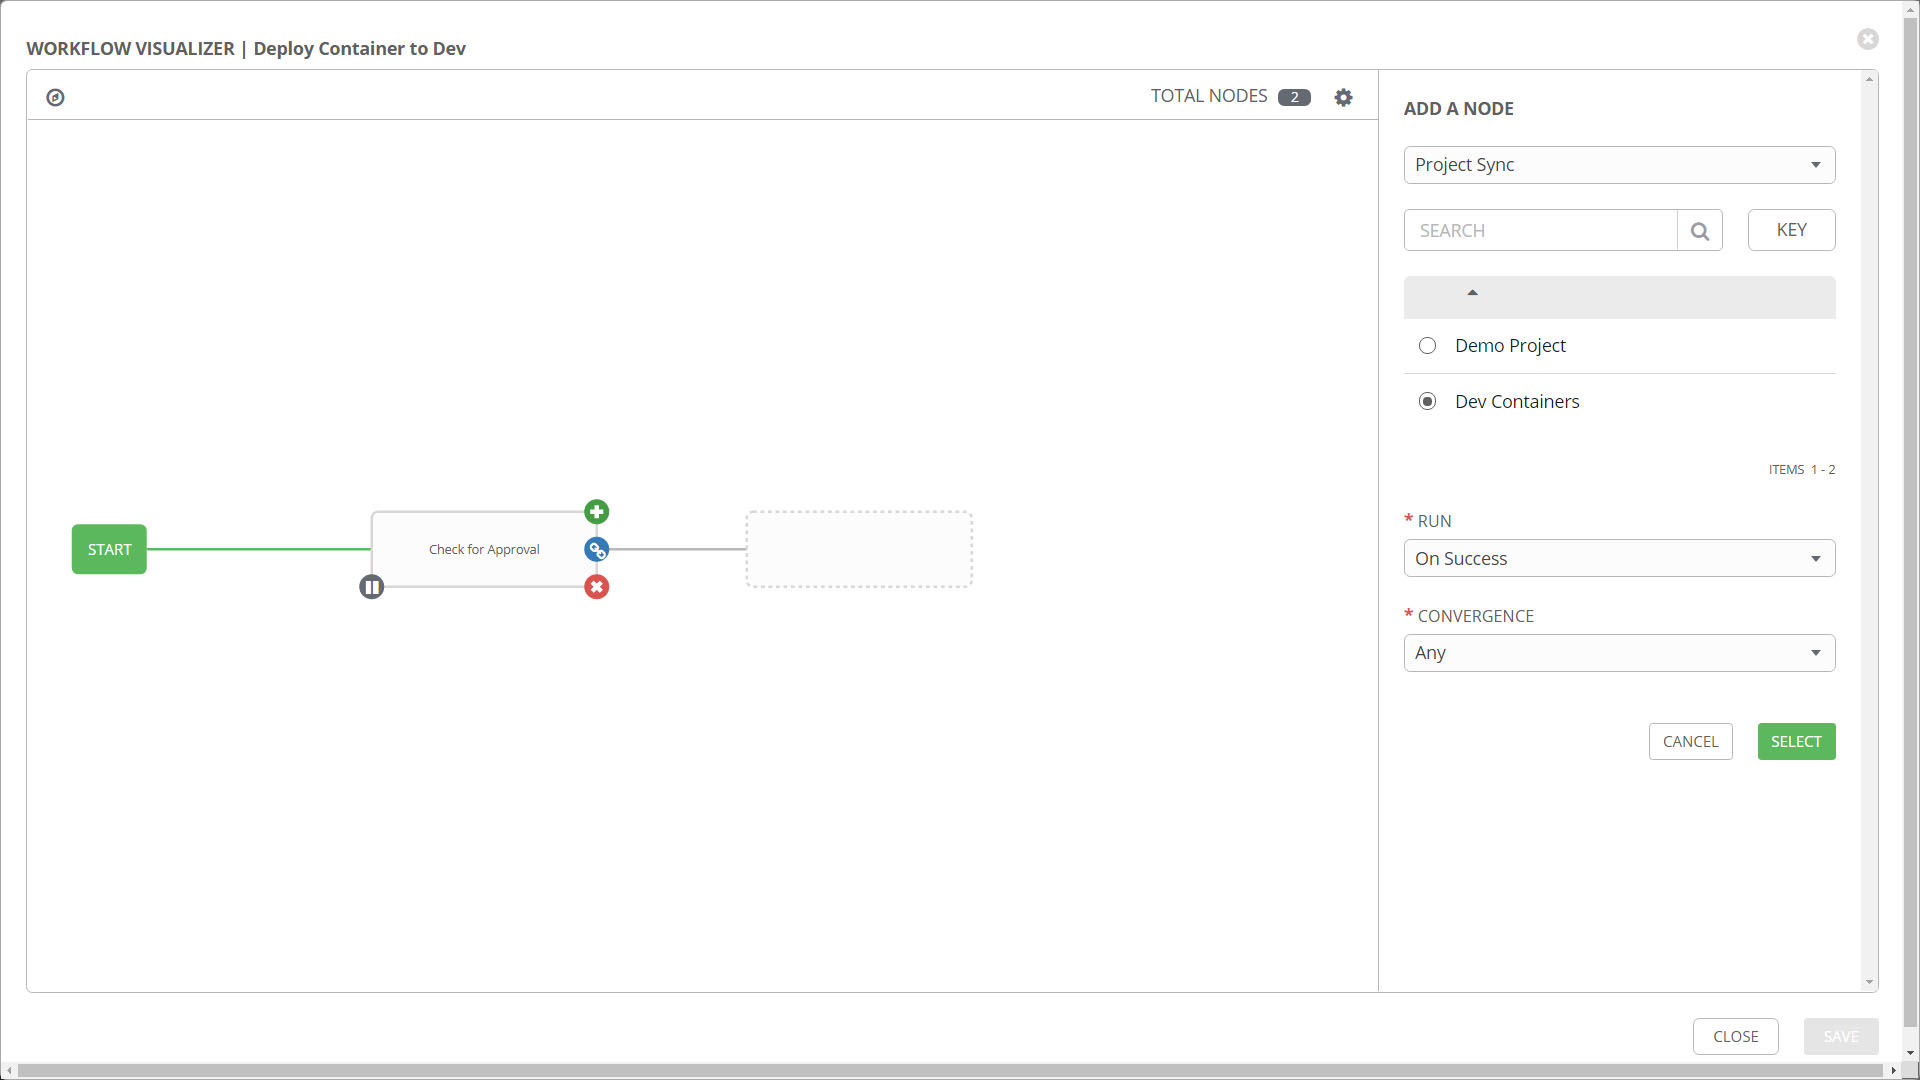 WORKFLOW VISUALIZER | Deploy Container to Dev
TOTAL NODES 2
START
Check for Approval
ADD A NODE
Project Sync
SEARCH
KEY
Demo Project
Dev Containers
ITEMS 1 - 2
* RUN
On Success
* CONVERGENCE
Any
CANCEL
SELECT
CLOSE
SAVE